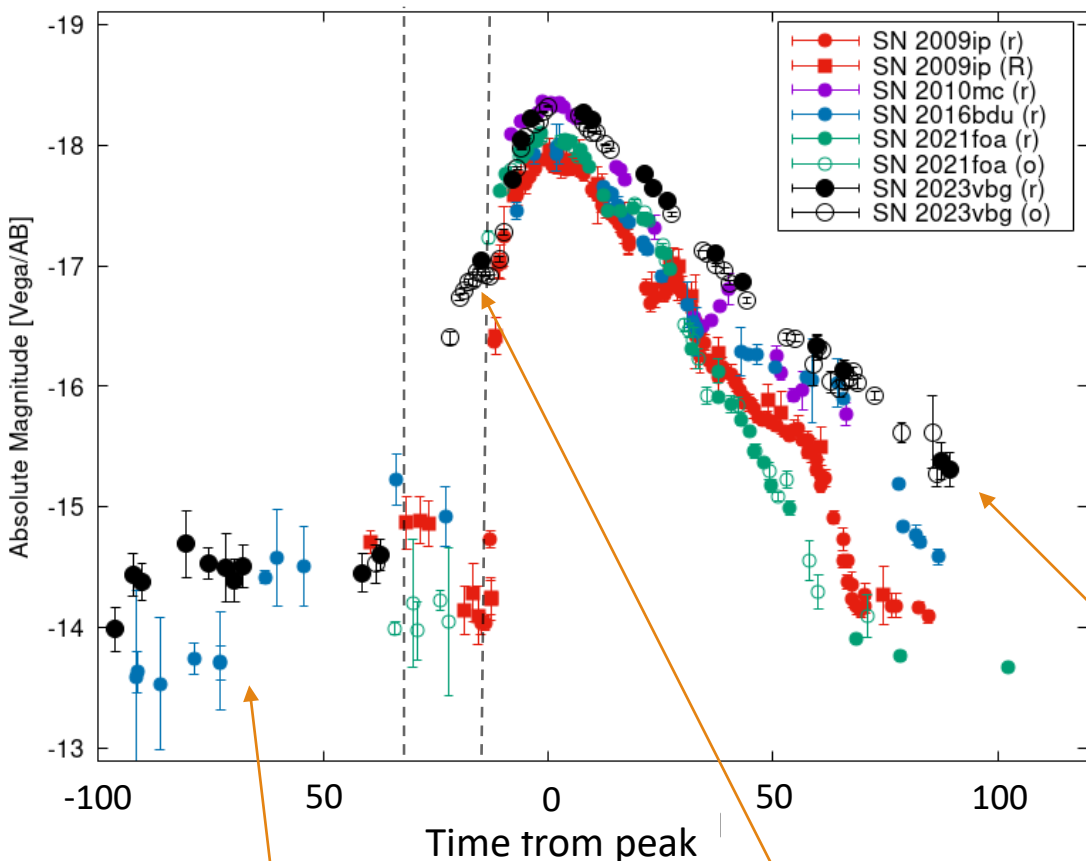 -19
-18
-17
-16
-15
-14
-13
Absolute Magnitude [Vega/AB]
SN 2009ip (r)
SN 2009ip (R)
SN 2010mc (r)
SN 2016bdu (r)
SN 2021foa (r)
SN 2021foa (o)
SN 2023vbg (r)
SN 2023vbg (o)
-100 50 0 50 100
Time trom peak